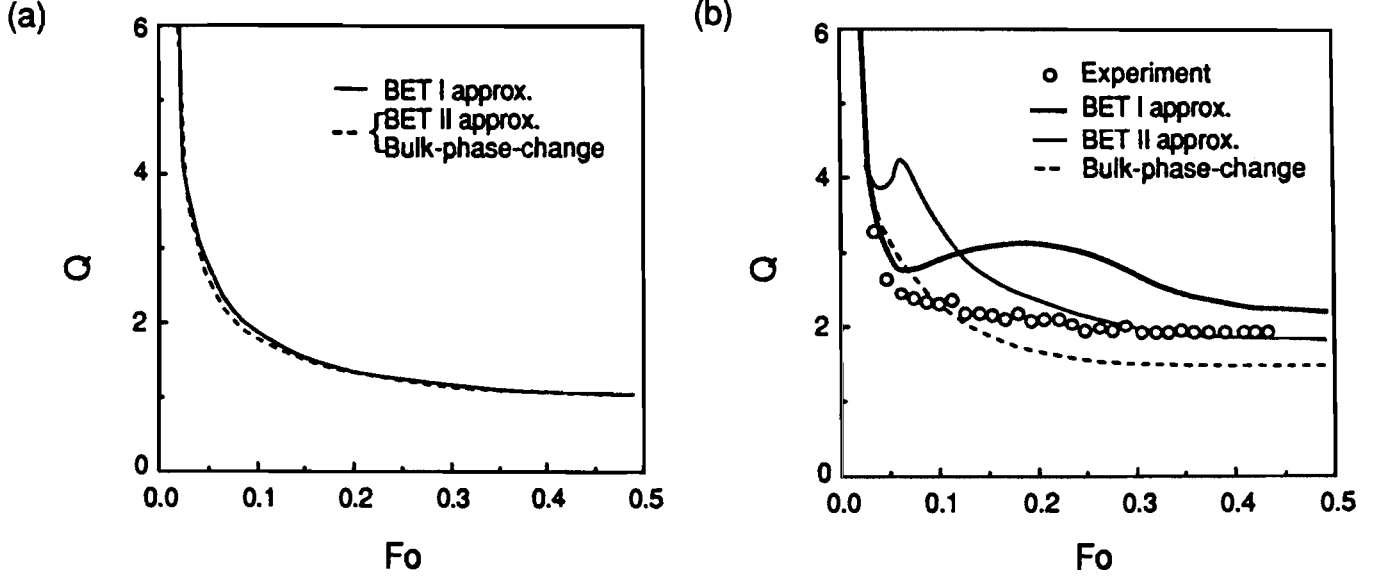 (a)
6
4
2
0
Q
BET I approx.
BET II approx.
Bulk-phase-change
0.0 0.1 0.2 0.3 0.4 0.5
Fo
(b)
6
4
2
0
Q
Experiment
BET I approx.
BET II approx.
Bulk-phase-change
0.0 0.1 0.2 0.3 0.4 0.5
Fo